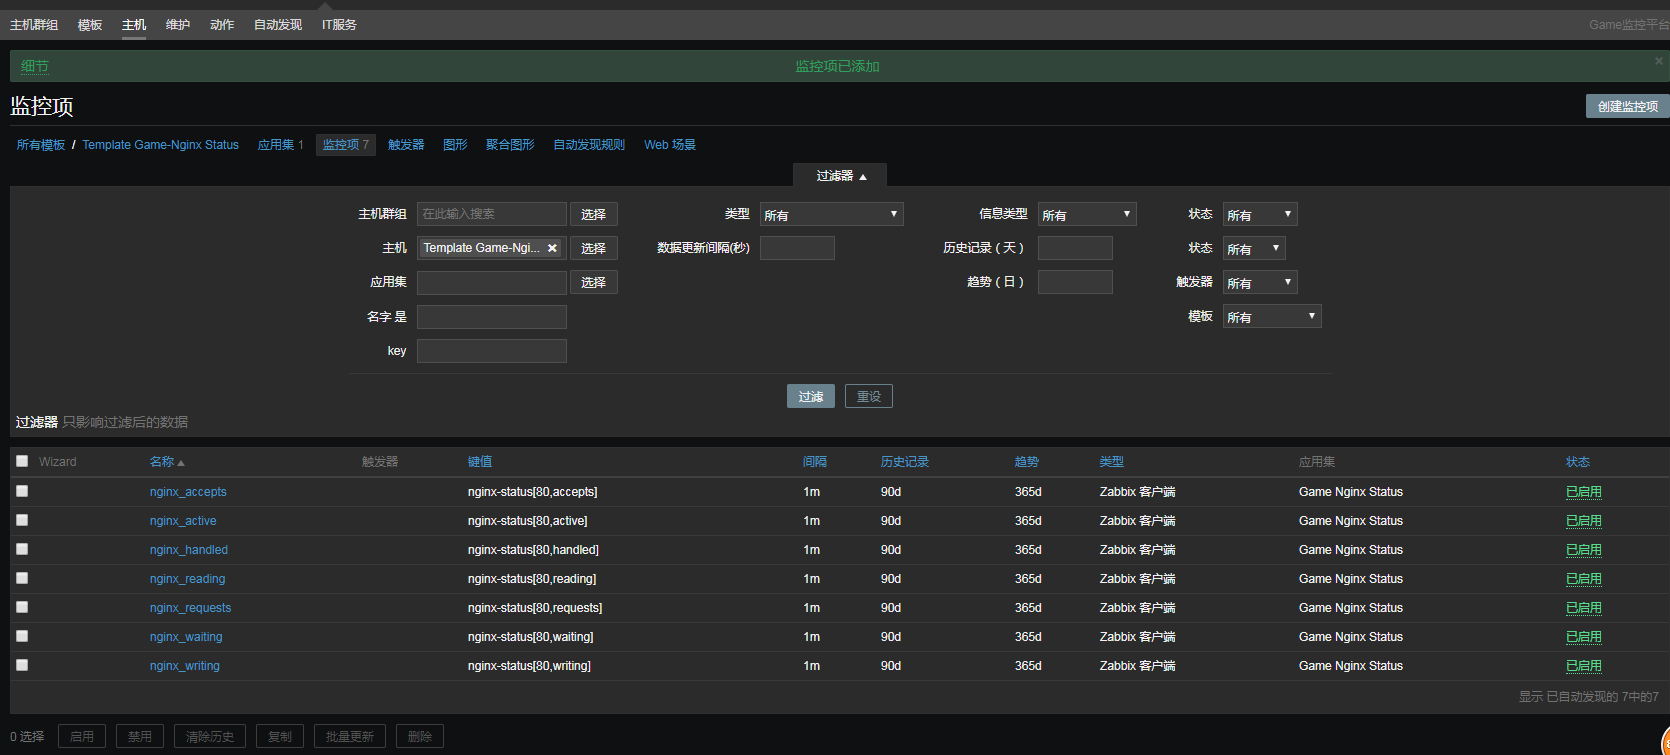 主机群组 模板 主机 维护 动作 自动发现 IT服务 Game监控平台
细节 监控项已添加 ×
监控项 创建监控项
所有模板 / Template Game-Nginx Status 应用集 1 监控项 7 触发器 图形 聚合图形 自动发现规则 Web 场景
过滤器 ▲
主机群组 在此输入搜索 选择 类型 所有 信息类型 所有 状态 所有
主机 Template Game-Ngi... 选择 数据更新间隔(秒) 历史记录（天） 状态 所有
应用集 选择 趋势（日） 触发器 所有
名字 是 模板 所有
key
过滤 重设
过滤器 只影响过滤后的数据
Wizard 名称 触发器 键值 间隔 历史记录 趋势 类型 应用集 状态
nginx_accepts nginx-status[80,accepts] 1m 90d 365d Zabbix 客户端 Game Nginx Status 已启用
nginx_active nginx-status[80,active] 1m 90d 365d Zabbix 客户端 Game Nginx Status 已启用
nginx_handled nginx-status[80,handled] 1m 90d 365d Zabbix 客户端 Game Nginx Status 已启用
nginx_reading nginx-status[80,reading] 1m 90d 365d Zabbix 客户端 Game Nginx Status 已启用
nginx_requests nginx-status[80,requests] 1m 90d 365d Zabbix 客户端 Game Nginx Status 已启用
nginx_waiting nginx-status[80,waiting] 1m 90d 365d Zabbix 客户端 Game Nginx Status 已启用
nginx_writing nginx-status[80,writing] 1m 90d 365d Zabbix 客户端 Game Nginx Status 已启用
显示 已自动发现的 7中的7
0 选择 启用 禁用 清除历史 复制 批量更新 删除